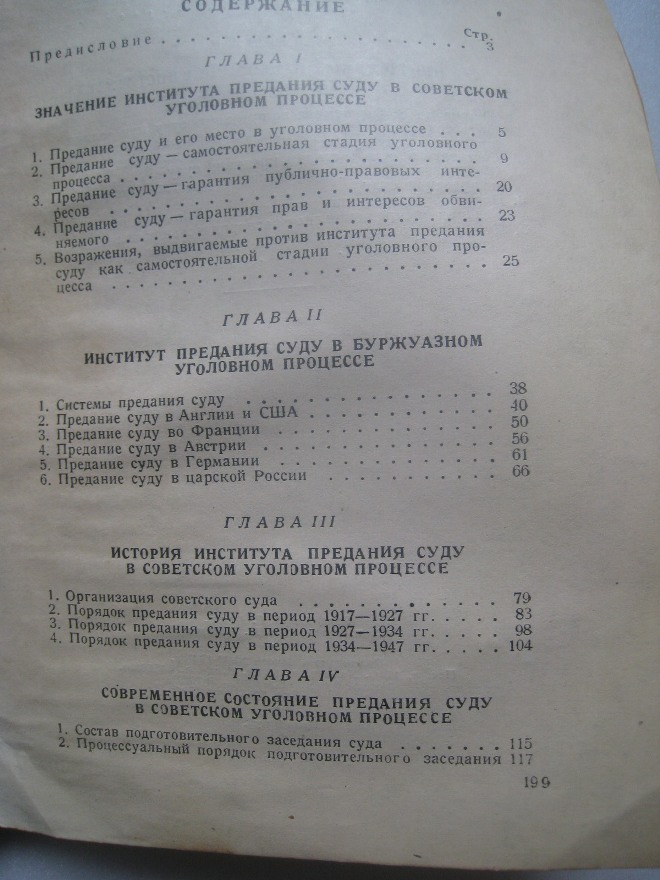 СОДЕРЖАНИЕ
Стр.
Предисловие . . . . . . . . . . . . . . . . . . . . 3
ГЛАВА I
ЗНАЧЕНИЕ ИНСТИТУТА ПРЕДАНИЯ СУДУ В СОВЕТСКОМ
УГОЛОВНОМ ПРОЦЕССЕ
1. Предание суду и его место в уголовном процессе . . . 5
2. Предание суду — самостоятельная стадия уголовного
процесса . . . . . . . . . . . . . . . . . . . 9
3. Предание суду — гарантия публично-правовых инте-
ресов . . . . . . . . . . . . . . . . . . . . 20
4. Предание суду — гарантия прав и интересов обви-
няемого . . . . . . . . . . . . . . . . . . . 23
5. Возражения, выдвигаемые против института предания
суду как самостоятельной стадии уголовного про-
цесса . . . . . . . . . . . . . . . . . . . . 25
ГЛАВА II
ИНСТИТУТ ПРЕДАНИЯ СУДУ В БУРЖУАЗНОМ
УГОЛОВНОМ ПРОЦЕССЕ
1. Системы предания суду . . . . . . . . . . . . . 38
2. Предание суду в Англии и США . . . . . . . . . . 40
3. Предание суду во Франции . . . . . . . . . . . . 50
4. Предание суду в Австрии . . . . . . . . . . . . 56
5. Предание суду в Германии . . . . . . . . . . . . 61
6. Предание суду в царской России . . . . . . . . . 66
ГЛАВА III
ИСТОРИЯ ИНСТИТУТА ПРЕДАНИЯ СУДУ
В СОВЕТСКОМ УГОЛОВНОМ ПРОЦЕССЕ
1. Организация советского суда . . . . . . . . . . . 79
2. Порядок предания суду в период 1917—1927 гг. . . . . 83
3. Порядок предания суду в период 1927—1934 гг. . . . . 98
4. Порядок предания суду в период 1934—1947 гг. . . . . 104
ГЛАВА IV
СОВРЕМЕННОЕ СОСТОЯНИЕ ПРЕДАНИЯ СУДУ
В СОВЕТСКОМ УГОЛОВНОМ ПРОЦЕССЕ
1. Состав подготовительного заседания суда . . . . . . . 115
2. Процессуальный порядок подготовительного заседания 117
199